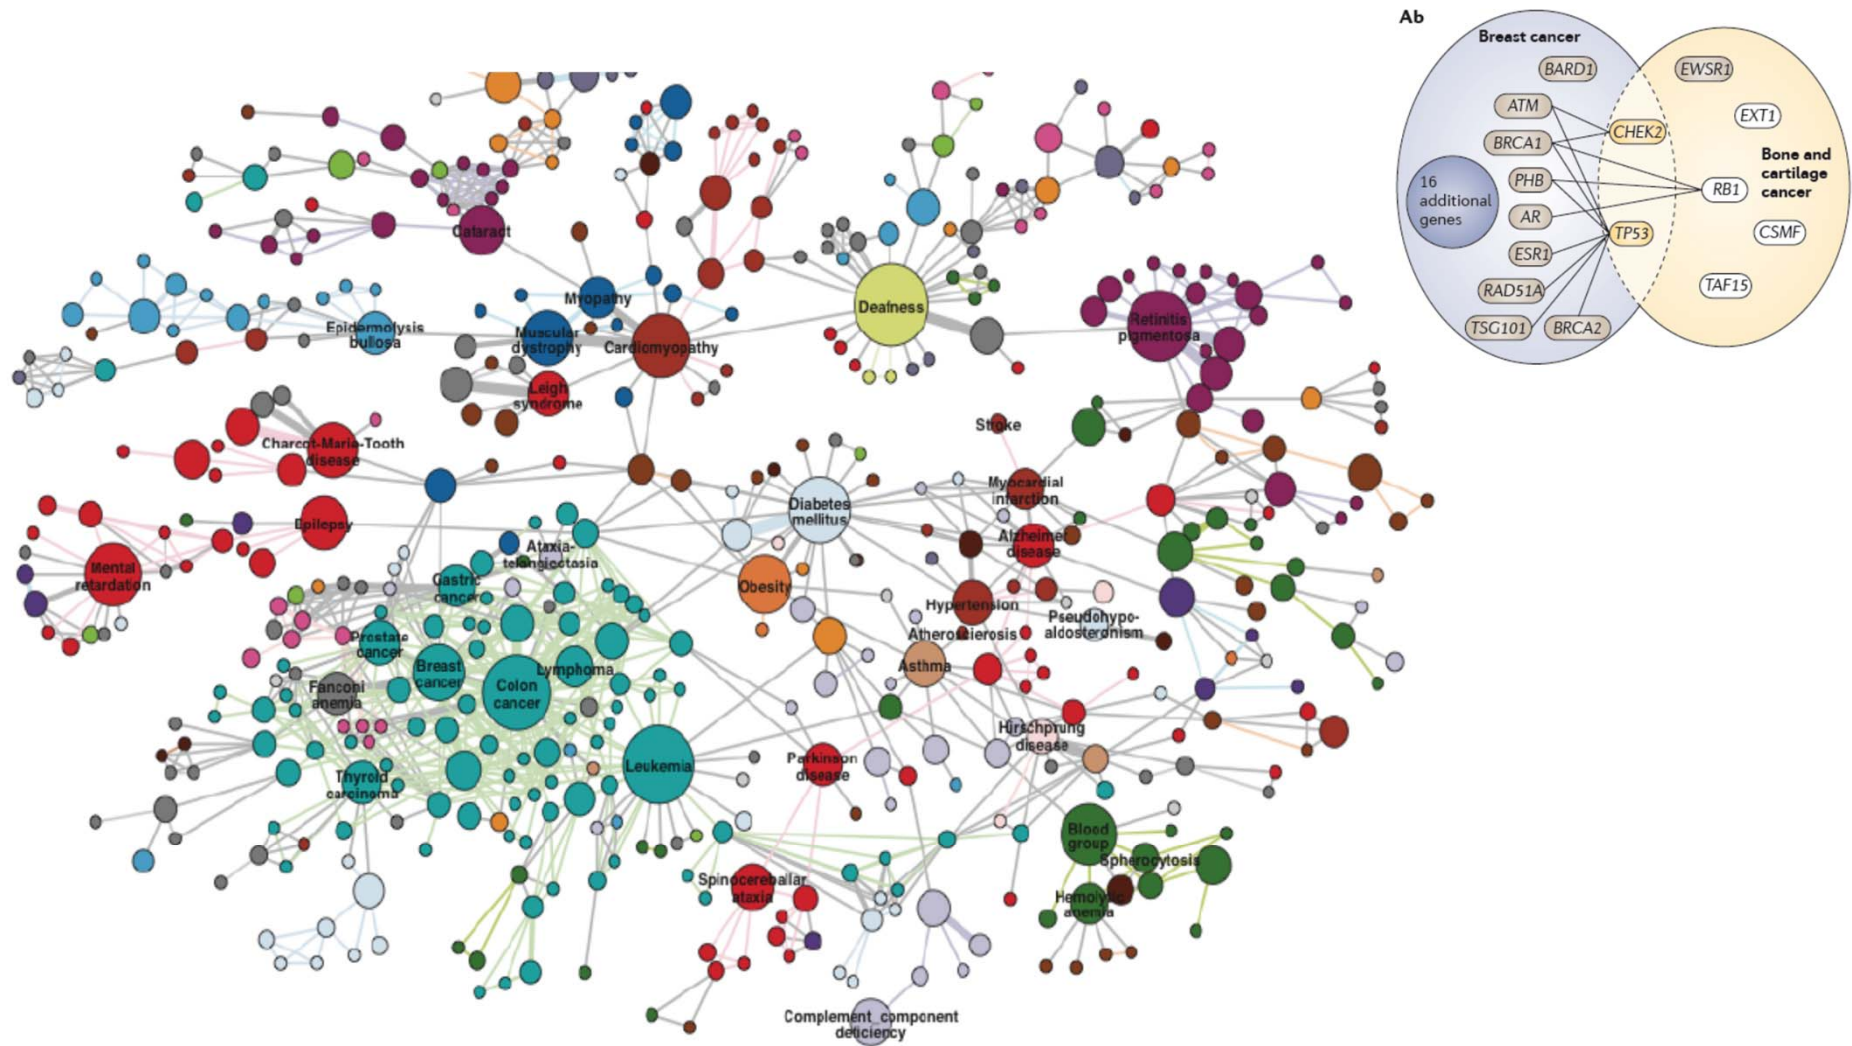 Ab
Breast cancer
BARD1
EWSR1
ATM
EXT1
CHEK2
BRCA1
Bone and
cartilage
cancer
PHB
16
additional
genes
RB1
AR
TP53
CSMF
ESR1
RAD51A
TAF15
TSG101
BRCA2
Cataract
Myopathy
Deafness
Epidermolysis
bullosa
Muscular
dystrophy
Cardiomyopathy
Retinitis
pigmentosa
Leigh
syndrome
Charcot-Marie-Tooth
disease
Stroke
Myocardial
infarction
Diabetes
mellitus
Epilepsy
Alzheimer
disease
Ataxia-
telangiectasia
Mental
retardation
Gastric
cancer
Obesity
Hypertension
Pseudohypo-
aldosteronism
Atherosclerosis
Prostate
cancer
Breast
cancer
Lymphoma
Asthma
Colon
cancer
Fanconi
anemia
Hirschprung
disease
Leukemia
Parkinson
disease
Thyroid
carcinoma
Blood
group
Spherocytosis
Spinocereballar
ataxia
Hemolytic
anemia
Complement_component
deficiency